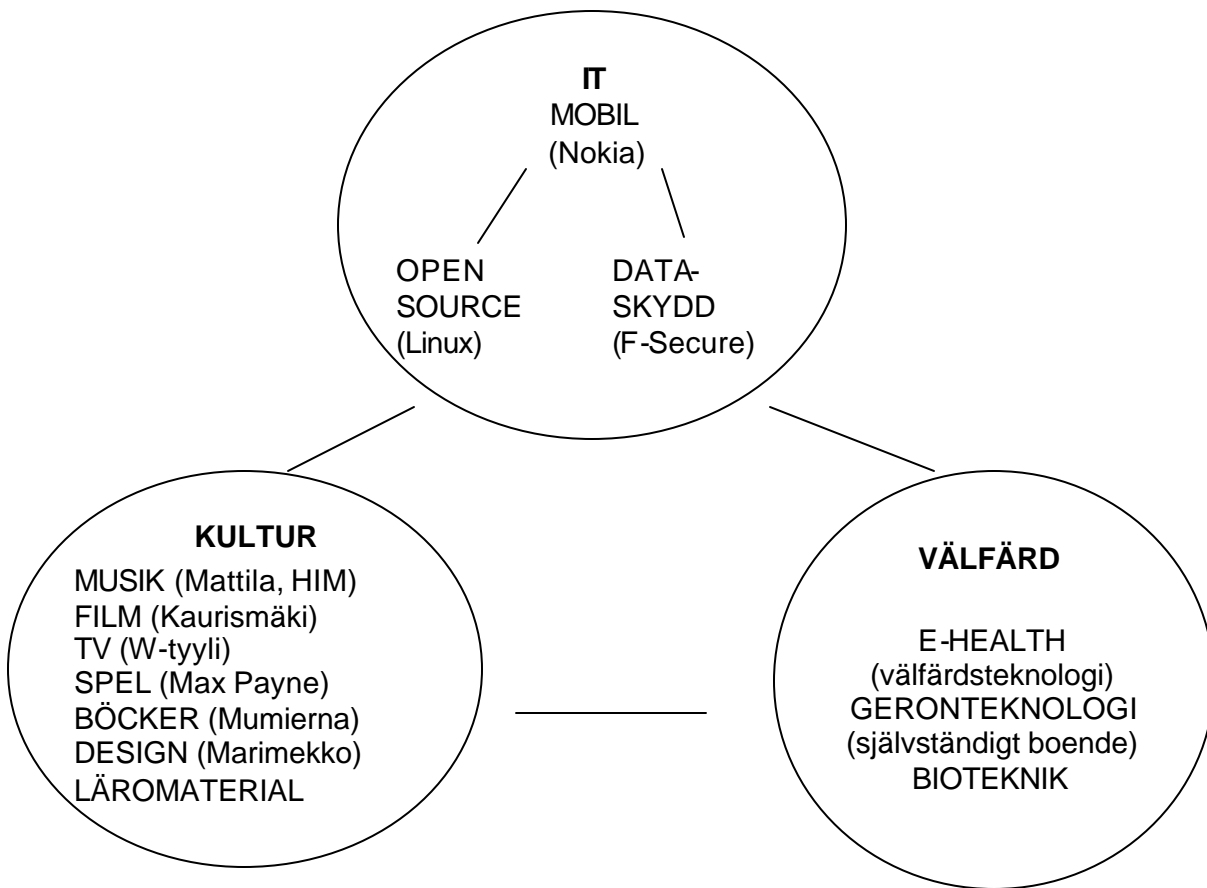 IT
MOBIL
(Nokia)
OPEN
SOURCE
(Linux)
DATA-
SKYDD
(F-Secure)
KULTUR
MUSIK (Mattila, HIM)
FILM (Kaurismäki)
TV (W-tyyli)
SPEL (Max Payne)
BÖCKER (Mumierna)
DESIGN (Marimekko)
LÄROMATERIAL
VÄLFÄRD
E-HEALTH
(välfärdsteknologi)
GERONTEKNOLOGI
(självständigt boende)
BIOTEKNIK